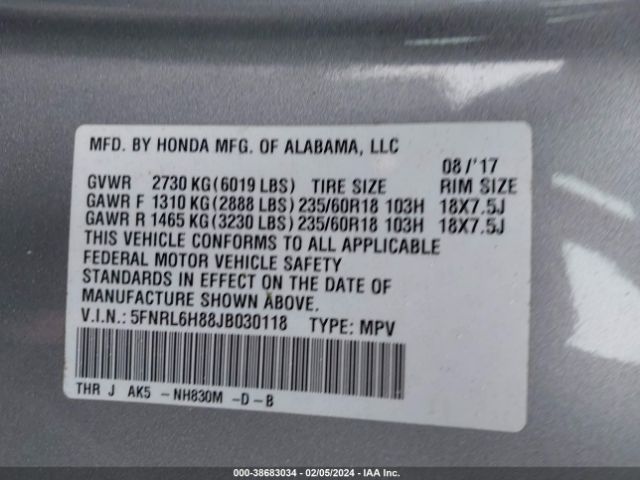 MFD. BY HONDA MFG. OF ALABAMA, LLC
08/'17
GVWR 2730 KG(6019 LBS) TIRE SIZE RIM SIZE
GAWR F 1310 KG(2888 LBS)235/60R18 103H 18X7.5J
GAWR R 1465 KG(3230 LBS)235/60R18 103H 18X7.5J
THIS VEHICLE CONFORMS TO ALL APPLICABLE
FEDERAL MOTOR VEHICLE SAFETY
STANDARDS IN EFFECT ON THE DATE OF
MANUFACTURE SHOWN ABOVE.
V.I.N.: 5FNRL6H88JB030118 TYPE: MPV
THR J AK5 -NH830M -D-B
000-38683034 - 02/05/2024 - IAA Inc.